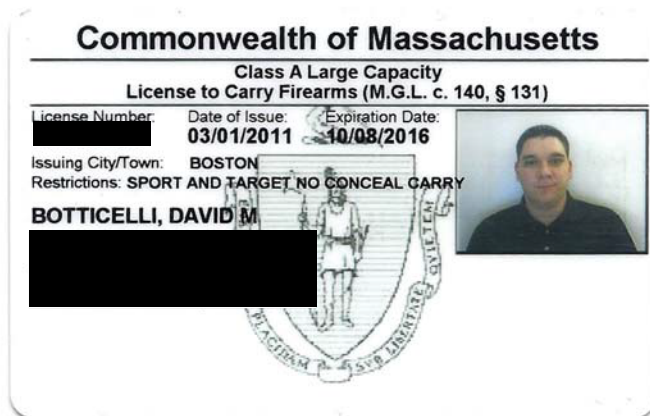 Commonwealth of Massachusetts
Class A Large Capacity
License to Carry Firearms (M.G.L. c. 140, § 131)
License Number: Date of Issue: Expiration Date:
03/01/2011 10/08/2016
Issuing City/Town: BOSTON
Restrictions: SPORT AND TARGET NO CONCEAL CARRY
BOTTICELLI, DAVID M
PLACIDAM SVB LIBERTATE QVIETEM